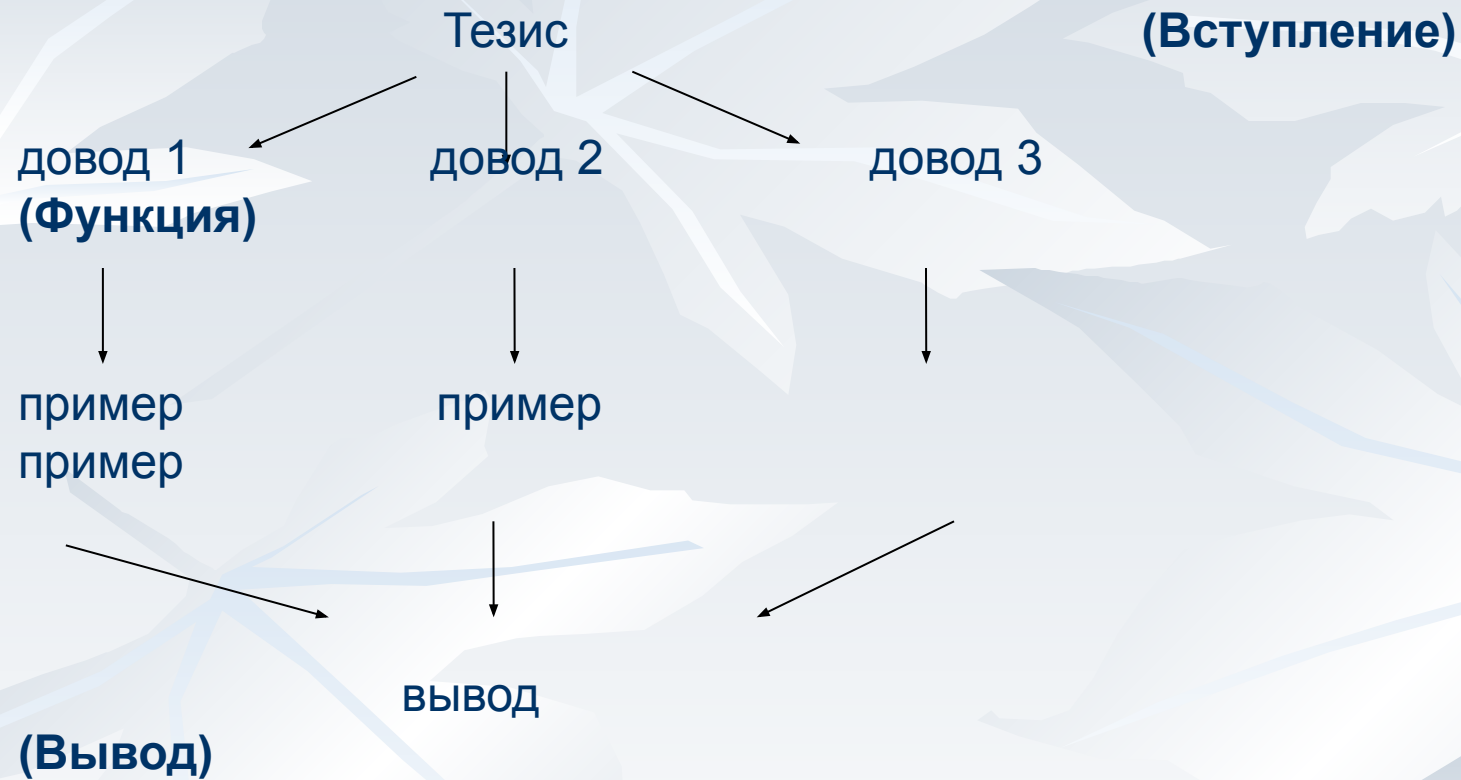 Тезис (Вступление)
довод 1 довод 2 довод 3
(Функция)
пример пример
пример
вывод
(Вывод)